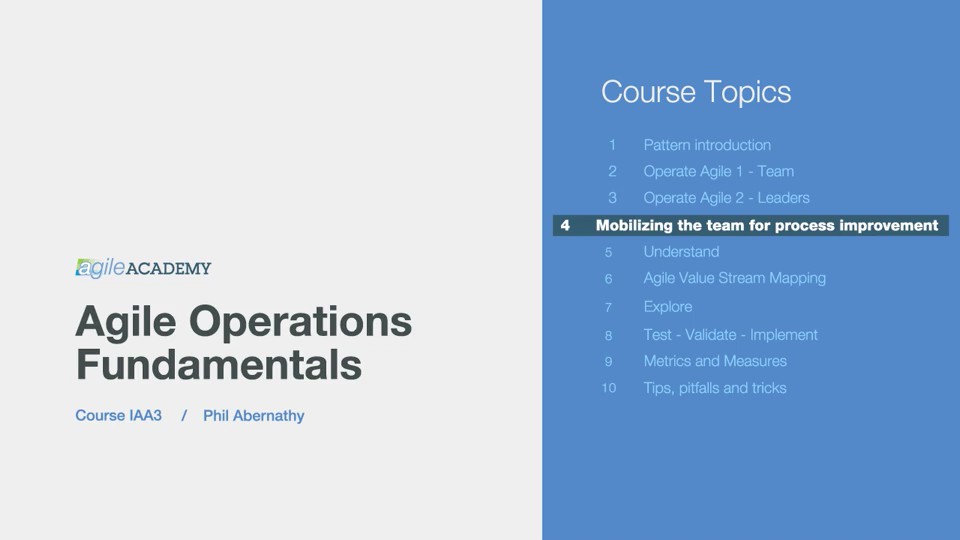 agileACADEMY
Agile Operations
Fundamentals
Course IAA3 / Phil Abernathy
Course Topics
1 Pattern introduction
2 Operate Agile 1 - Team
3 Operate Agile 2 - Leaders
4 Mobilizing the team for process improvement
5 Understand
6 Agile Value Stream Mapping
7 Explore
8 Test - Validate - Implement
9 Metrics and Measures
10 Tips, pitfalls and tricks